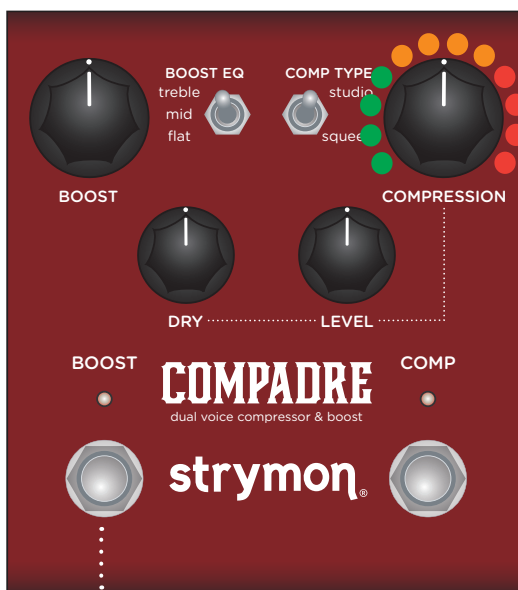 BOOST EQ
treble
mid
flat
COMP TYPE
studio
BOOST
COMPRESSION
DRY
LEVEL
BOOST
COMP
COMPADRE
dual voice compressor & boost
strymon®